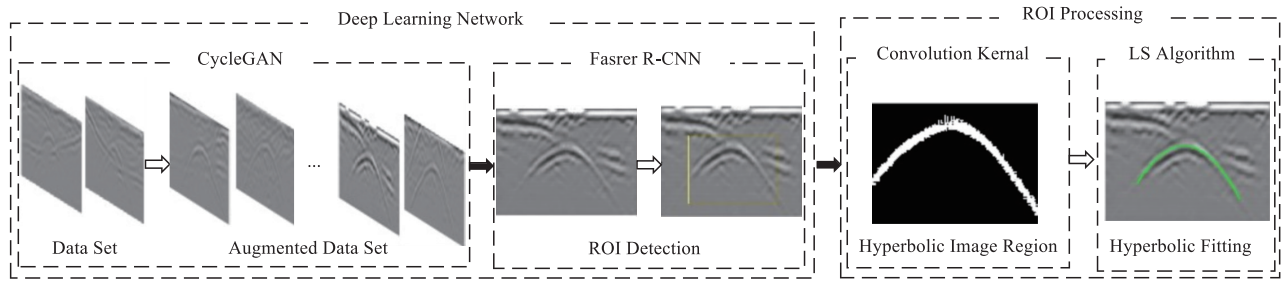 Deep Learning Network
ROI Processing
CycleGAN
Fasrer R-CNN
Convolution Kernal
LS Algorithm
...
Data Set
Augmented Data Set
ROI Detection
Hyperbolic Image Region
Hyperbolic Fitting